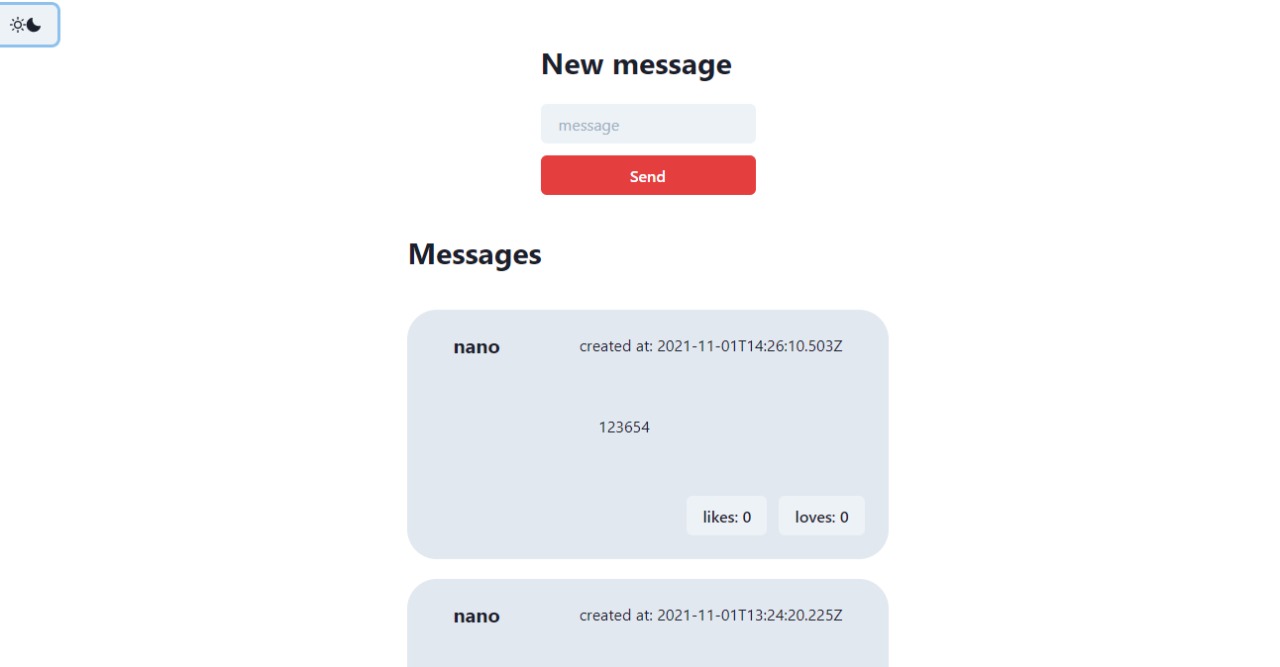 New message
message
Send
Messages
nano created at: 2021-11-01T14:26:10.503Z
123654
likes: 0 loves: 0
nano created at: 2021-11-01T13:24:20.225Z